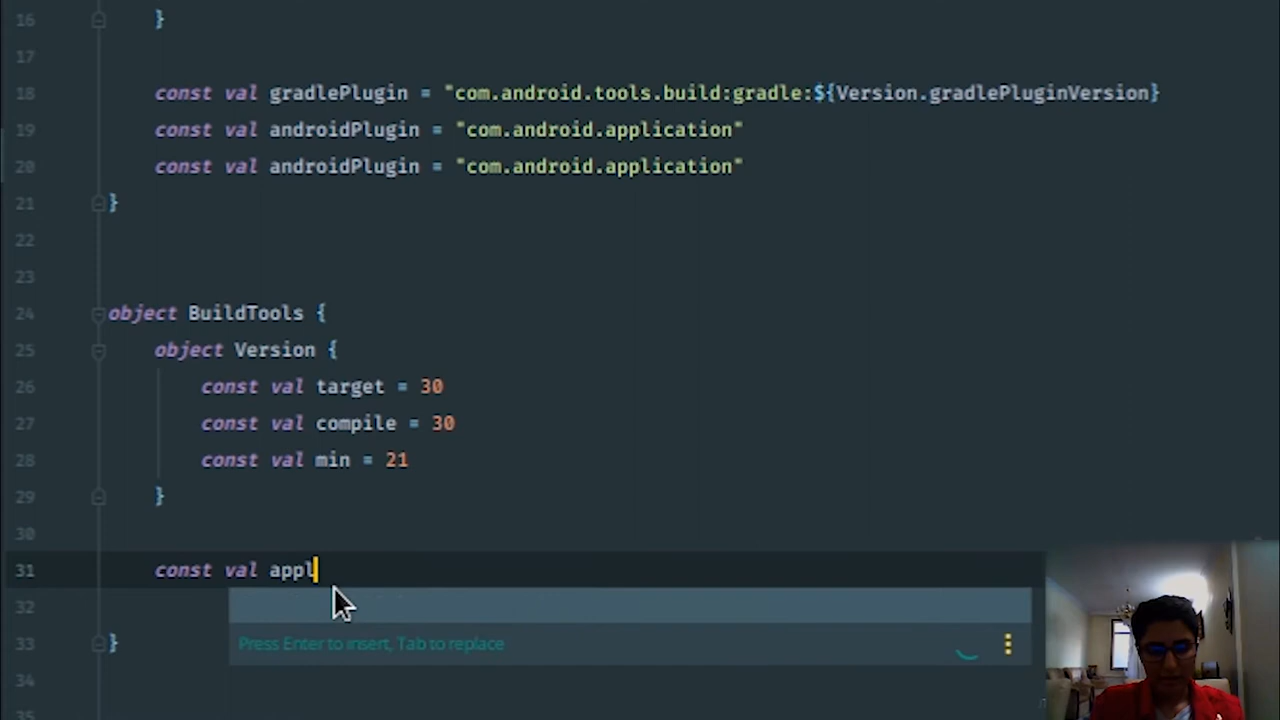 16 }
17
18 const val gradlePlugin = "com.android.tools.build:gradle:${Version.gradlePluginVersion}
19 const val androidPlugin = "com.android.application"
20 const val androidPlugin = "com.android.application"
21 }
22
23
24 object BuildTools {
25 object Version {
26 const val target = 30
27 const val compile = 30
28 const val min = 21
29 }
30
31 const val appl
32
Press Enter to insert, Tab to replace
33 }
34
35